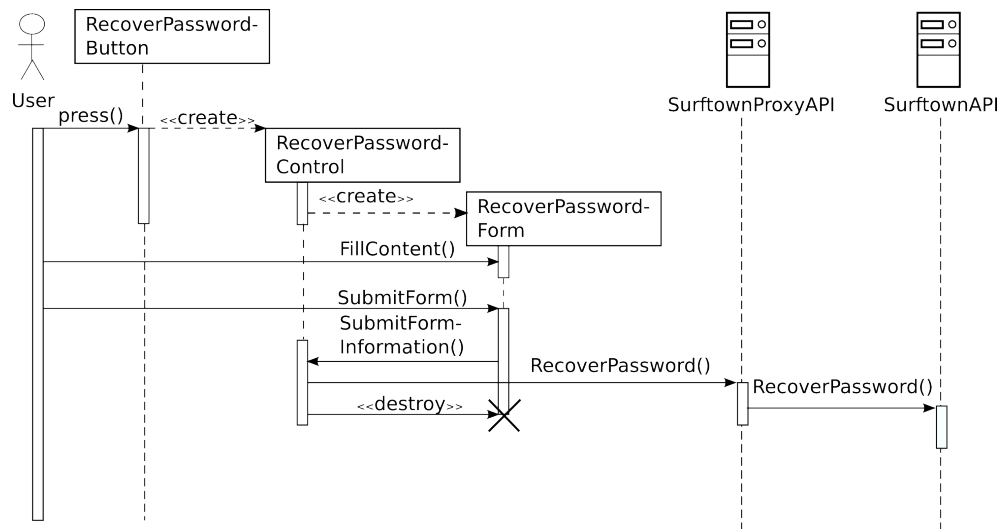 RecoverPassword-
Button
User
SurftownProxyAPI
SurftownAPI
press()
<<create>>
RecoverPassword-
Control
<<create>>
RecoverPassword-
Form
FillContent()
SubmitForm()
SubmitForm-
Information()
RecoverPassword()
RecoverPassword()
<<destroy>>